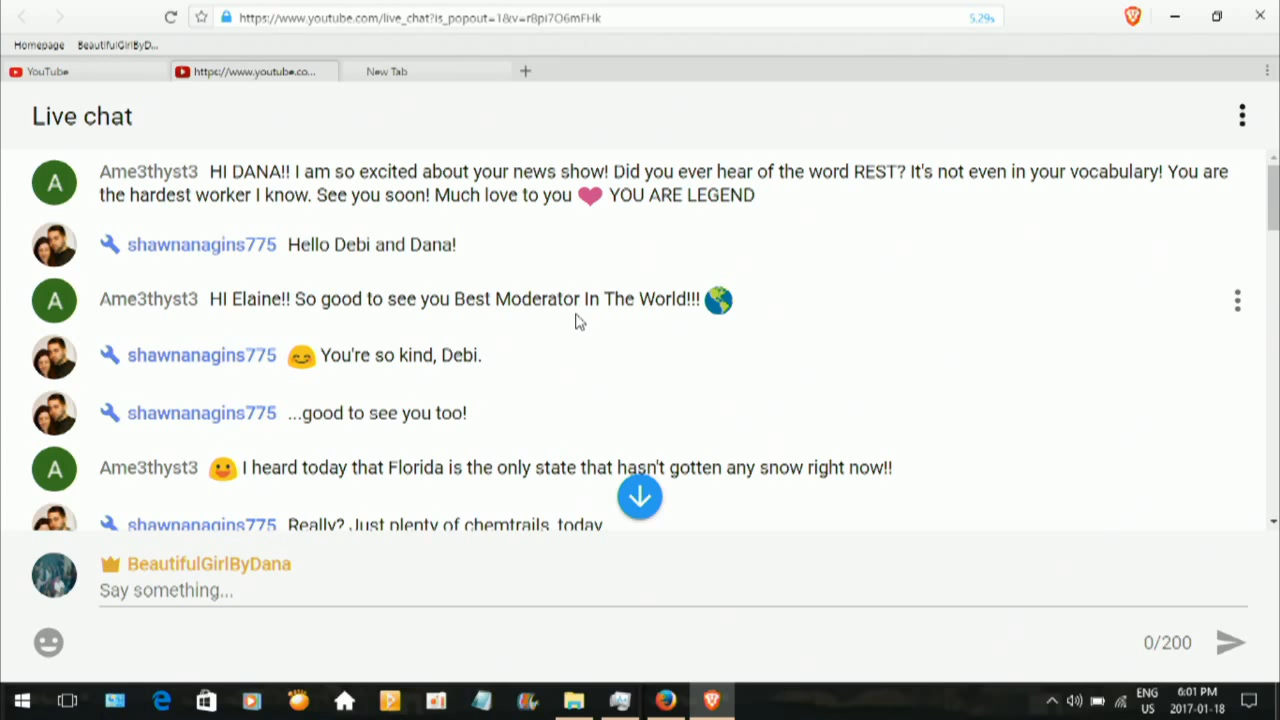 https://www.youtube.com/live_chat?is_popout=1&v=r8pi7O6mFHk
5.29s
Homepage BeautifulGirlByD...
YouTube https://www.youtube.co... New Tab
Live chat
A Ame3thyst3 HI DANA!! I am so excited about your news show! Did you ever hear of the word REST? It's not even in your vocabulary! You are
the hardest worker I know. See you soon! Much love to you YOU ARE LEGEND
shawnanagins775 Hello Debi and Dana!
A Ame3thyst3 HI Elaine!! So good to see you Best Moderator In The World!!!
shawnanagins775 You're so kind, Debi.
shawnanagins775 ...good to see you too!
A Ame3thyst3 I heard today that Florida is the only state that hasn't gotten any snow right now!!
shawnanagins775 Really? Just plenty of chemtrails, today
BeautifulGirlByDana
Say something...
0/200
ENG 6:01 PM
US 2017-01-18